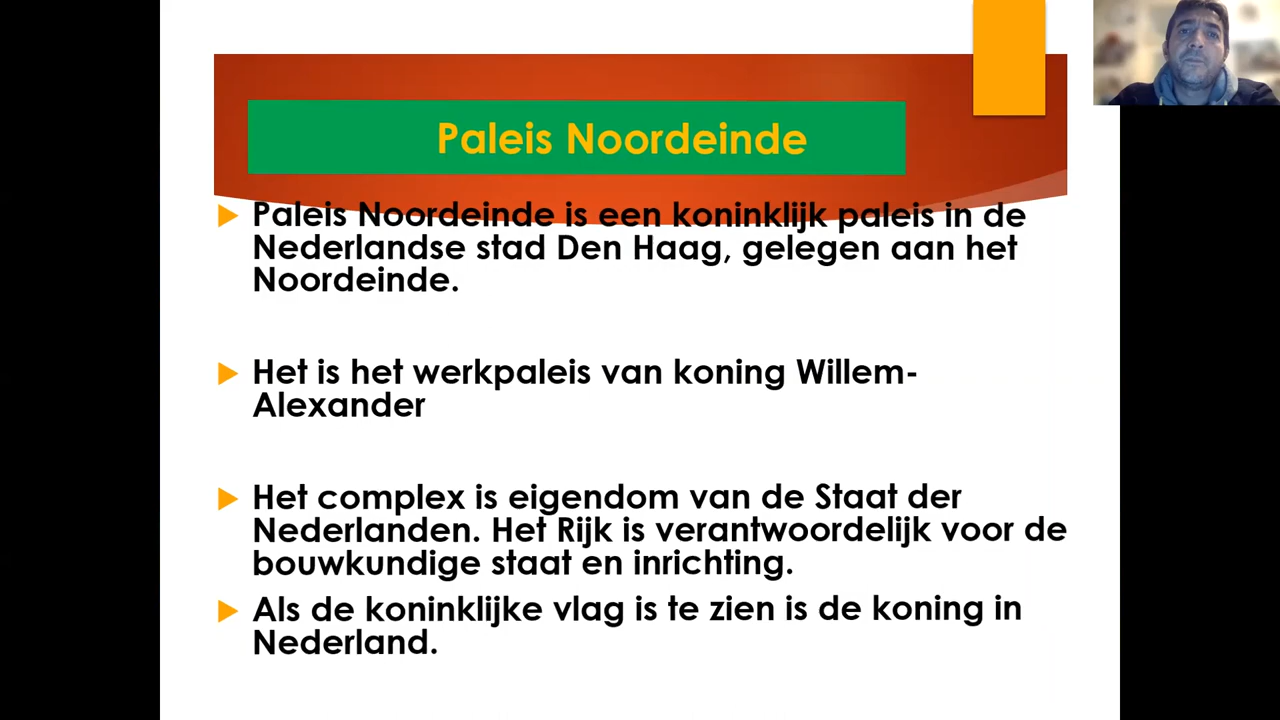 Paleis Noordeinde
Paleis Noordeinde is een koninklijk paleis in de
Nederlandse stad Den Haag, gelegen aan het
Noordeinde.
Het is het werkpaleis van koning Willem-
Alexander
Het complex is eigendom van de Staat der
Nederlanden. Het Rijk is verantwoordelijk voor de
bouwkundige staat en inrichting.
Als de koninklijke vlag is te zien is de koning in
Nederland.